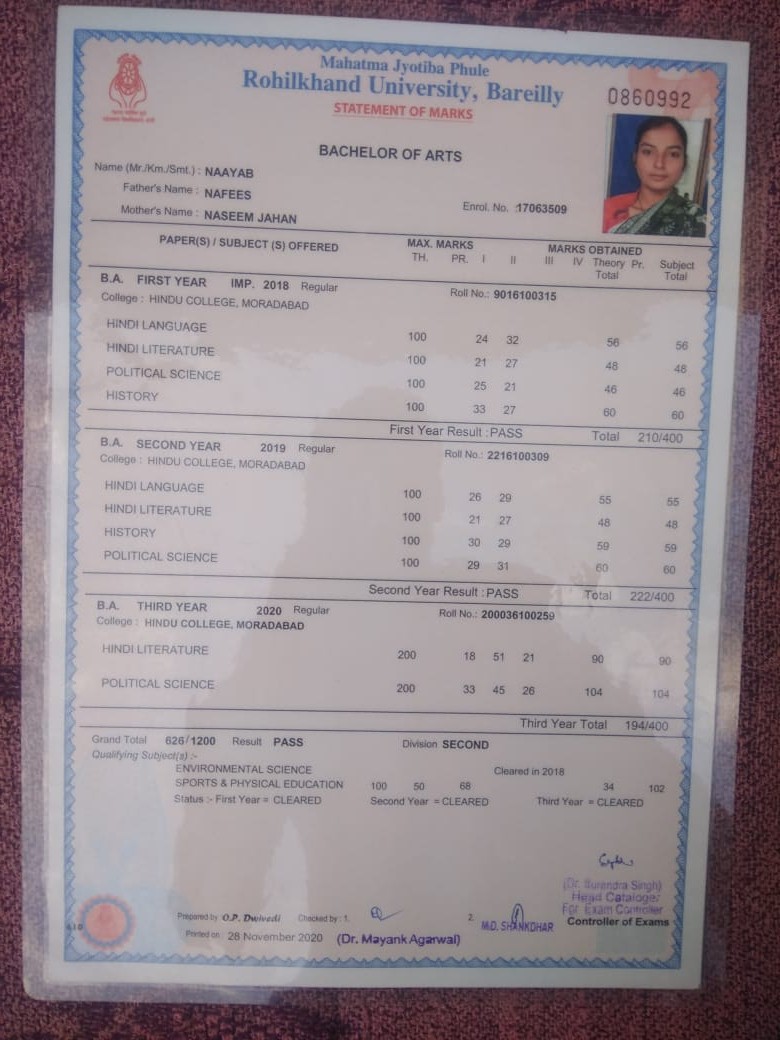 Mahatma Jyotiba Phule
Rohilkhand University, Bareilly
0860992
STATEMENT OF MARKS
BACHELOR OF ARTS
Name (Mr./Km./Smt.) : NAAYAB
Father's Name : NAFEES
Mother's Name : NASEEM JAHAN
Enrol. No. :17063509
PAPER(S) / SUBJECT (S) OFFERED MAX. MARKS MARKS OBTAINED
TH. PR. I II III IV Theory Total Pr. Subject Total
B.A. FIRST YEAR IMP. 2018 Regular Roll No.: 9016100315
College : HINDU COLLEGE, MORADABAD
HINDI LANGUAGE 100 24 32 56 56
HINDI LITERATURE 100 21 27 48 48
POLITICAL SCIENCE 100 25 21 46 46
HISTORY 100 33 27 60 60
First Year Result :PASS Total 210/400
B.A. SECOND YEAR 2019 Regular Roll No.: 2216100309
College : HINDU COLLEGE, MORADABAD
HINDI LANGUAGE 100 26 29 55 55
HINDI LITERATURE 100 21 27 48 48
HISTORY 100 30 29 59 59
POLITICAL SCIENCE 100 29 31 60 60
Second Year Result :PASS Total 222/400
B.A. THIRD YEAR 2020 Regular Roll No.: 200036100259
College : HINDU COLLEGE, MORADABAD
HINDI LITERATURE 200 18 51 21 90 90
POLITICAL SCIENCE 200 33 45 26 104 104
Third Year Total 194/400
Grand Total 626/1200 Result PASS Division SECOND
Qualifying Subject(s) :-
ENVIRONMENTAL SCIENCE Cleared in 2018
SPORTS & PHYSICAL EDUCATION 100 50 68 34 102
Status :- First Year = CLEARED Second Year = CLEARED Third Year = CLEARED
(Dr. Surendra Singh)
Head Cataloger
For Exam Controller
Controller of Exams
Prepared by O.P. Dwivedi Checked by : 1. 2. M.D. SHANKDHAR
Printed on : 28 November 2020 (Dr. Mayank Agarwal)